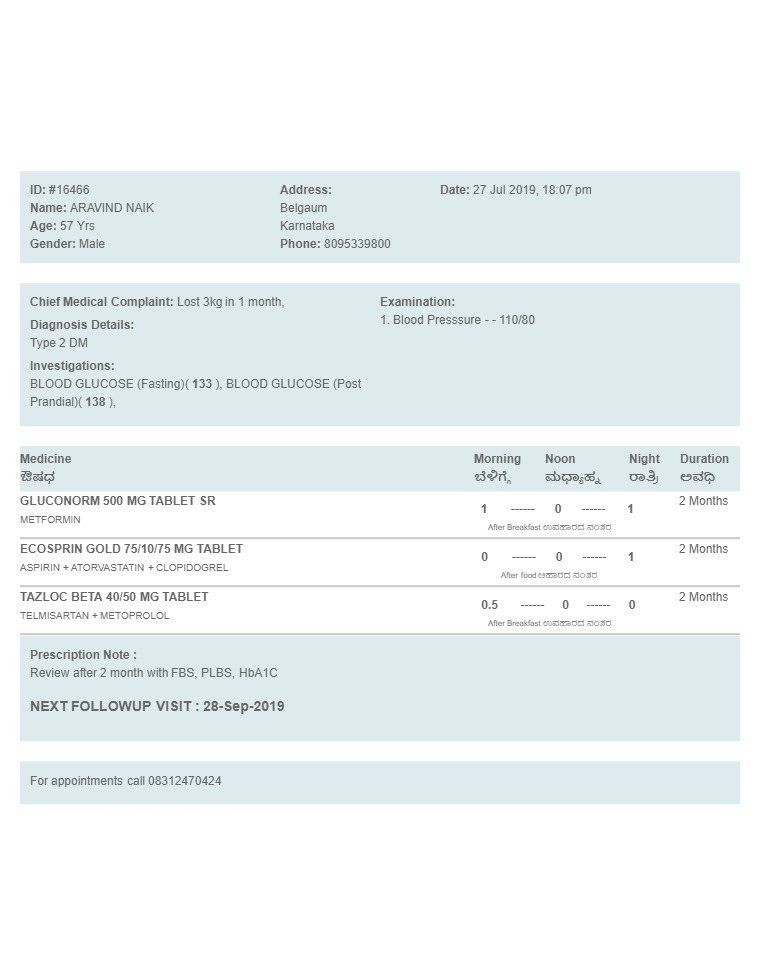 ID: #16466
Name: ARAVIND NAIK
Age: 57 Yrs
Gender: Male
Address:
Belgaum
Karnataka
Phone: 8095339800
Date: 27 Jul 2019, 18:07 pm
Chief Medical Complaint: Lost 3kg in 1 month,
Diagnosis Details:
Type 2 DM
Investigations:
BLOOD GLUCOSE (Fasting)( 133 ), BLOOD GLUCOSE (Post
Prandial)( 138 ),
Examination:
1. Blood Presssure - - 110/80
Medicine Morning Noon Night Duration
ಔಷಧ ಬೆಳಿಗ್ಗೆ ಮಧ್ಯಾಹ್ನ ರಾತ್ರಿ ಅವಧಿ
GLUCONORM 500 MG TABLET SR 1 ------ 0 ------ 1 2 Months
METFORMIN After Breakfast ಉಪಹಾರದ ನಂತರ
ECOSPRIN GOLD 75/10/75 MG TABLET 0 ------ 0 ------ 1 2 Months
ASPIRIN + ATORVASTATIN + CLOPIDOGREL After food ಆಹಾರದ ನಂತರ
TAZLOC BETA 40/50 MG TABLET 0.5 ------ 0 ------ 0 2 Months
TELMISARTAN + METOPROLOL After Breakfast ಉಪಹಾರದ ನಂತರ
Prescription Note :
Review after 2 month with FBS, PLBS, HbA1C
NEXT FOLLOWUP VISIT : 28-Sep-2019
For appointments call 08312470424